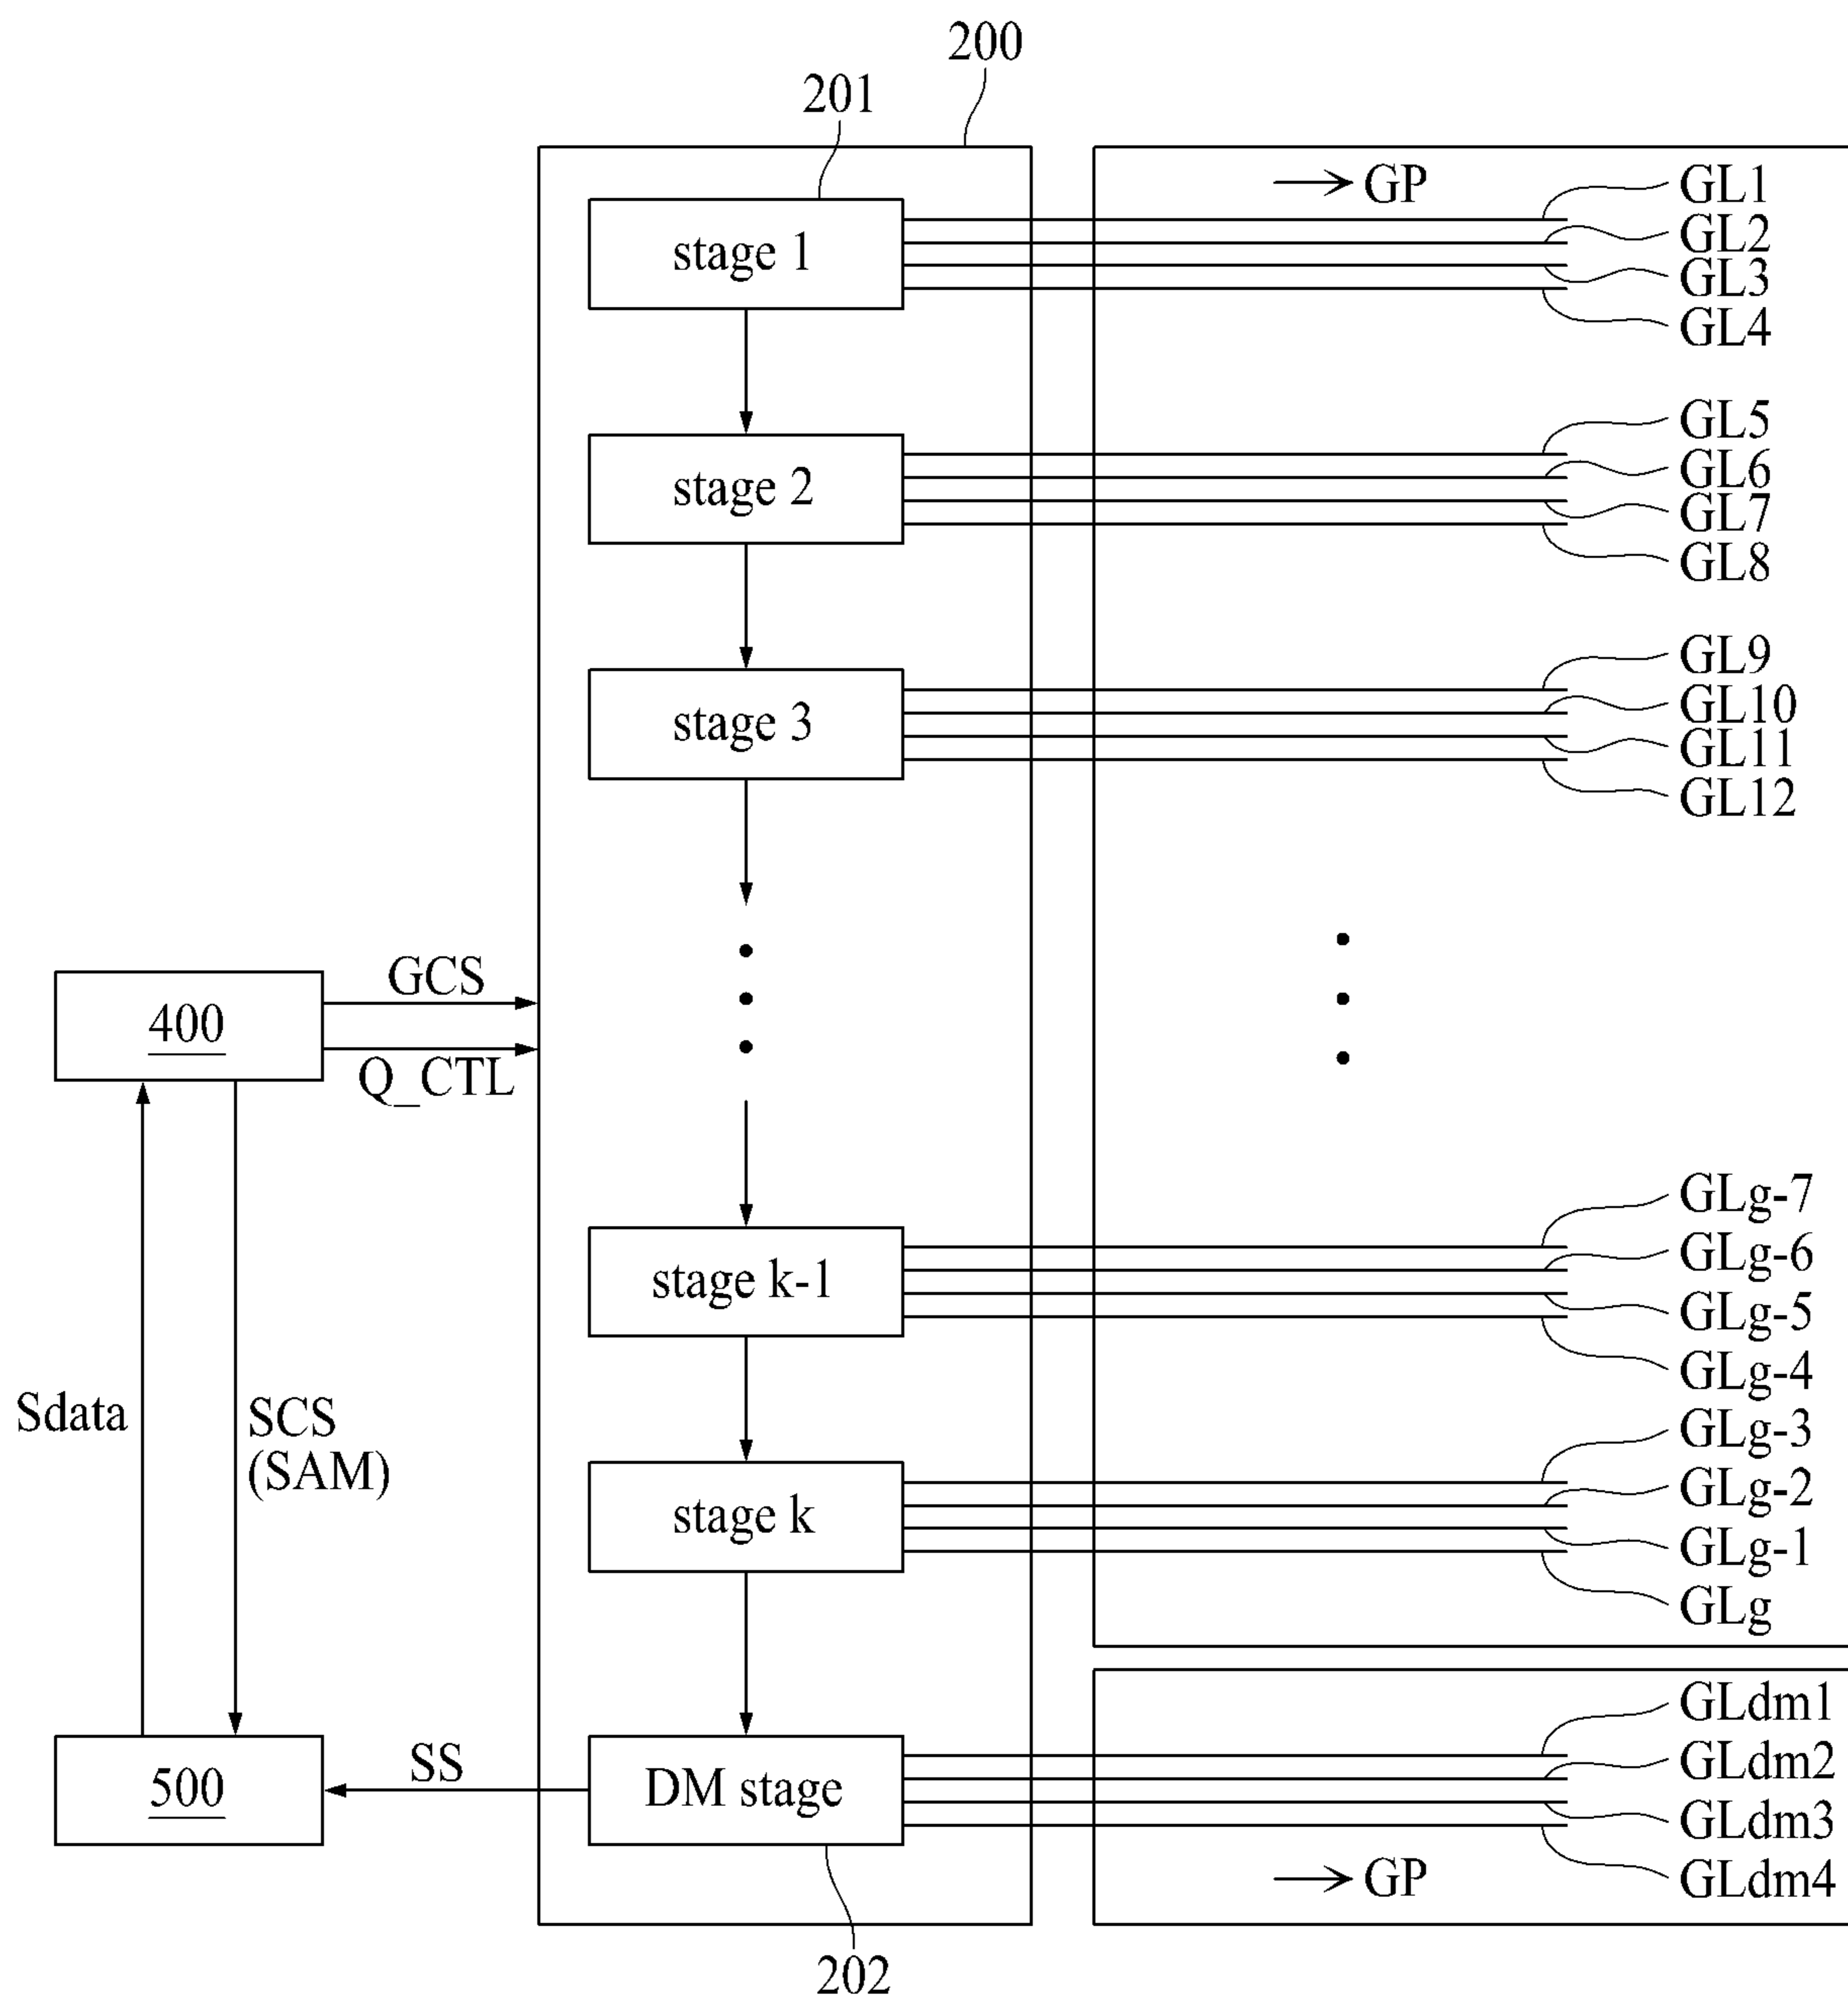 200
201
GP
GL1
GL2
GL3
GL4
stage 1
GL5
GL6
GL7
GL8
stage 2
GL9
GL10
GL11
GL12
stage 3
GCS
400
Q_CTL
GLg-7
GLg-6
GLg-5
GLg-4
stage k-1
Sdata
SCS
(SAM)
GLg-3
GLg-2
GLg-1
GLg
stage k
GLdm1
GLdm2
GLdm3
GLdm4
SS
500
DM stage
GP
202